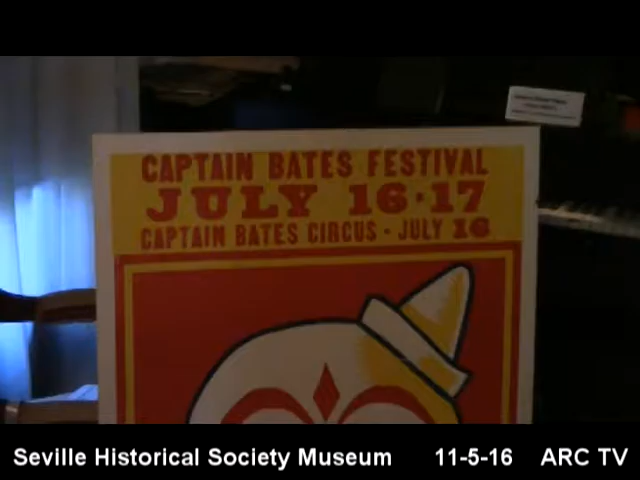 CAPTAIN BATES FESTIVAL
JULY 16·17
CAPTAIN BATES CIRCUS - JULY 16
Seville Historical Society Museum 11-5-16 ARC TV